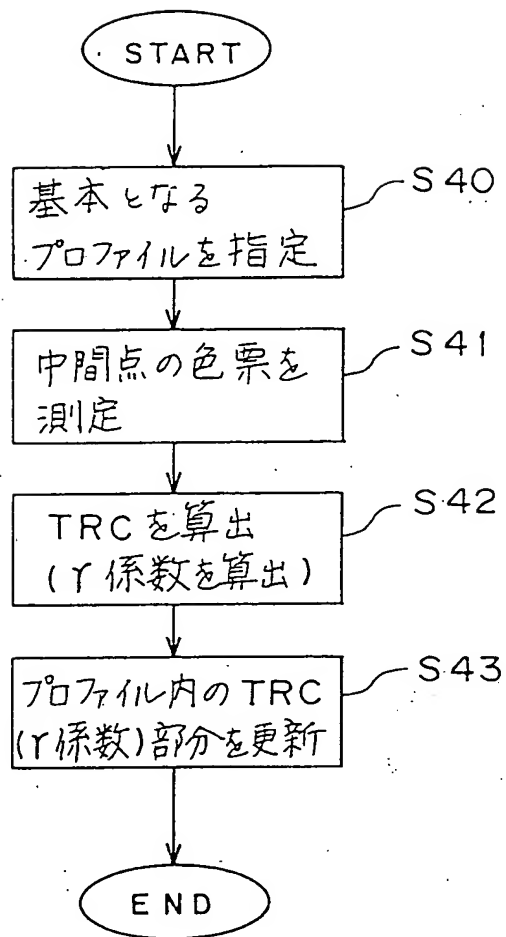 START
基本となる
プロファイルを指定
S40
中間点の色票を
測定
S41
TRCを算出
(γ係数を算出)
S42
プロファイル内のTRC
(γ係数)部分を更新
S43
END